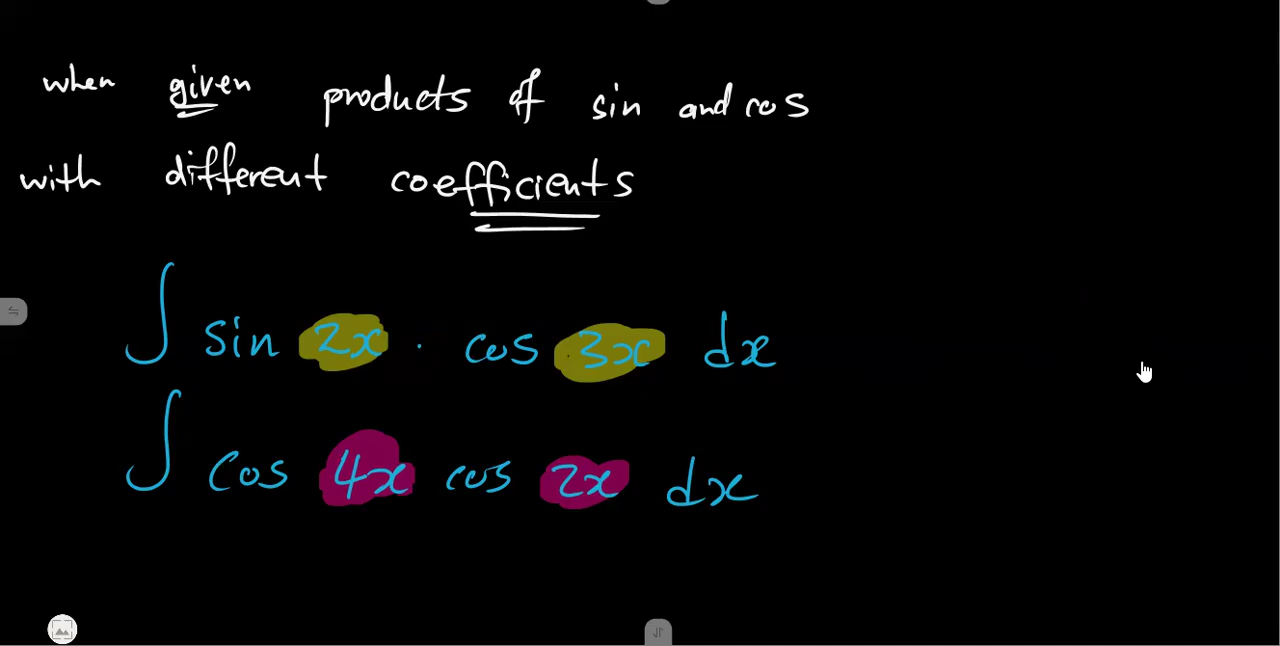 when given products of sin and cos
with different coefficients
∫ sin 2x · cos 3x dx
∫ cos 4x cos 2x dx